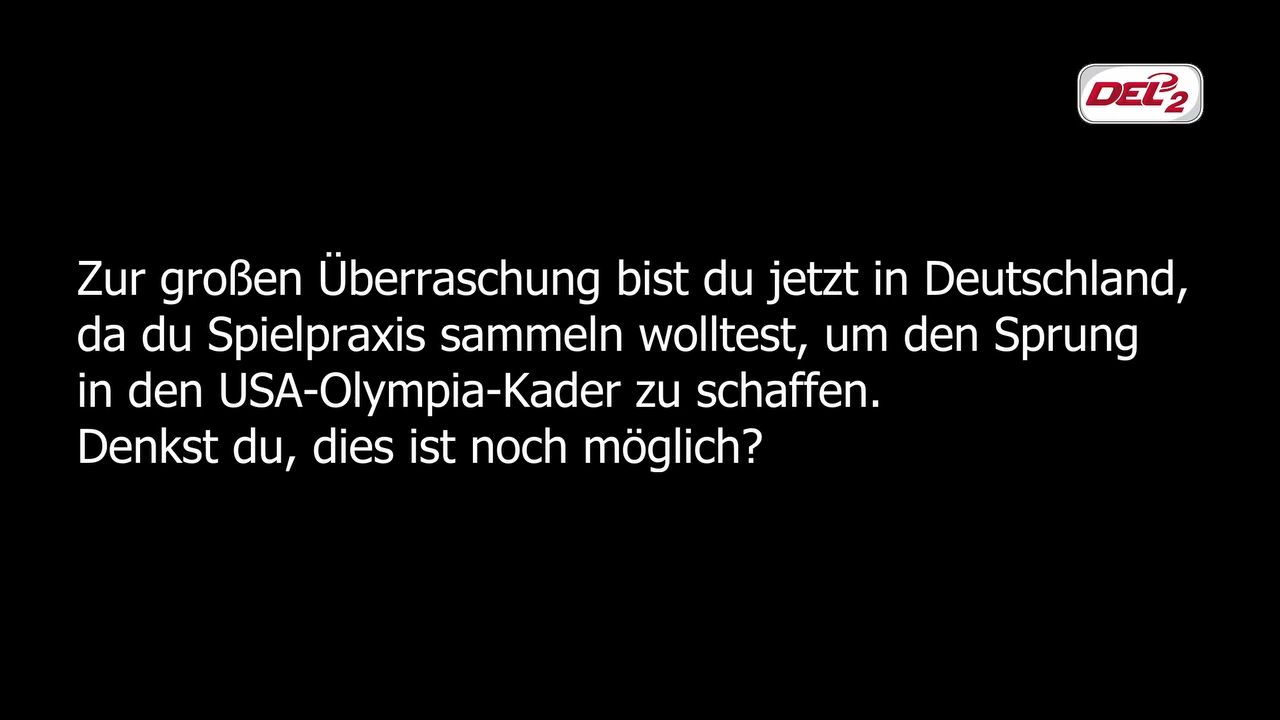 DEL2
Zur großen Überraschung bist du jetzt in Deutschland,
da du Spielpraxis sammeln wolltest, um den Sprung
in den USA-Olympia-Kader zu schaffen.
Denkst du, dies ist noch möglich?